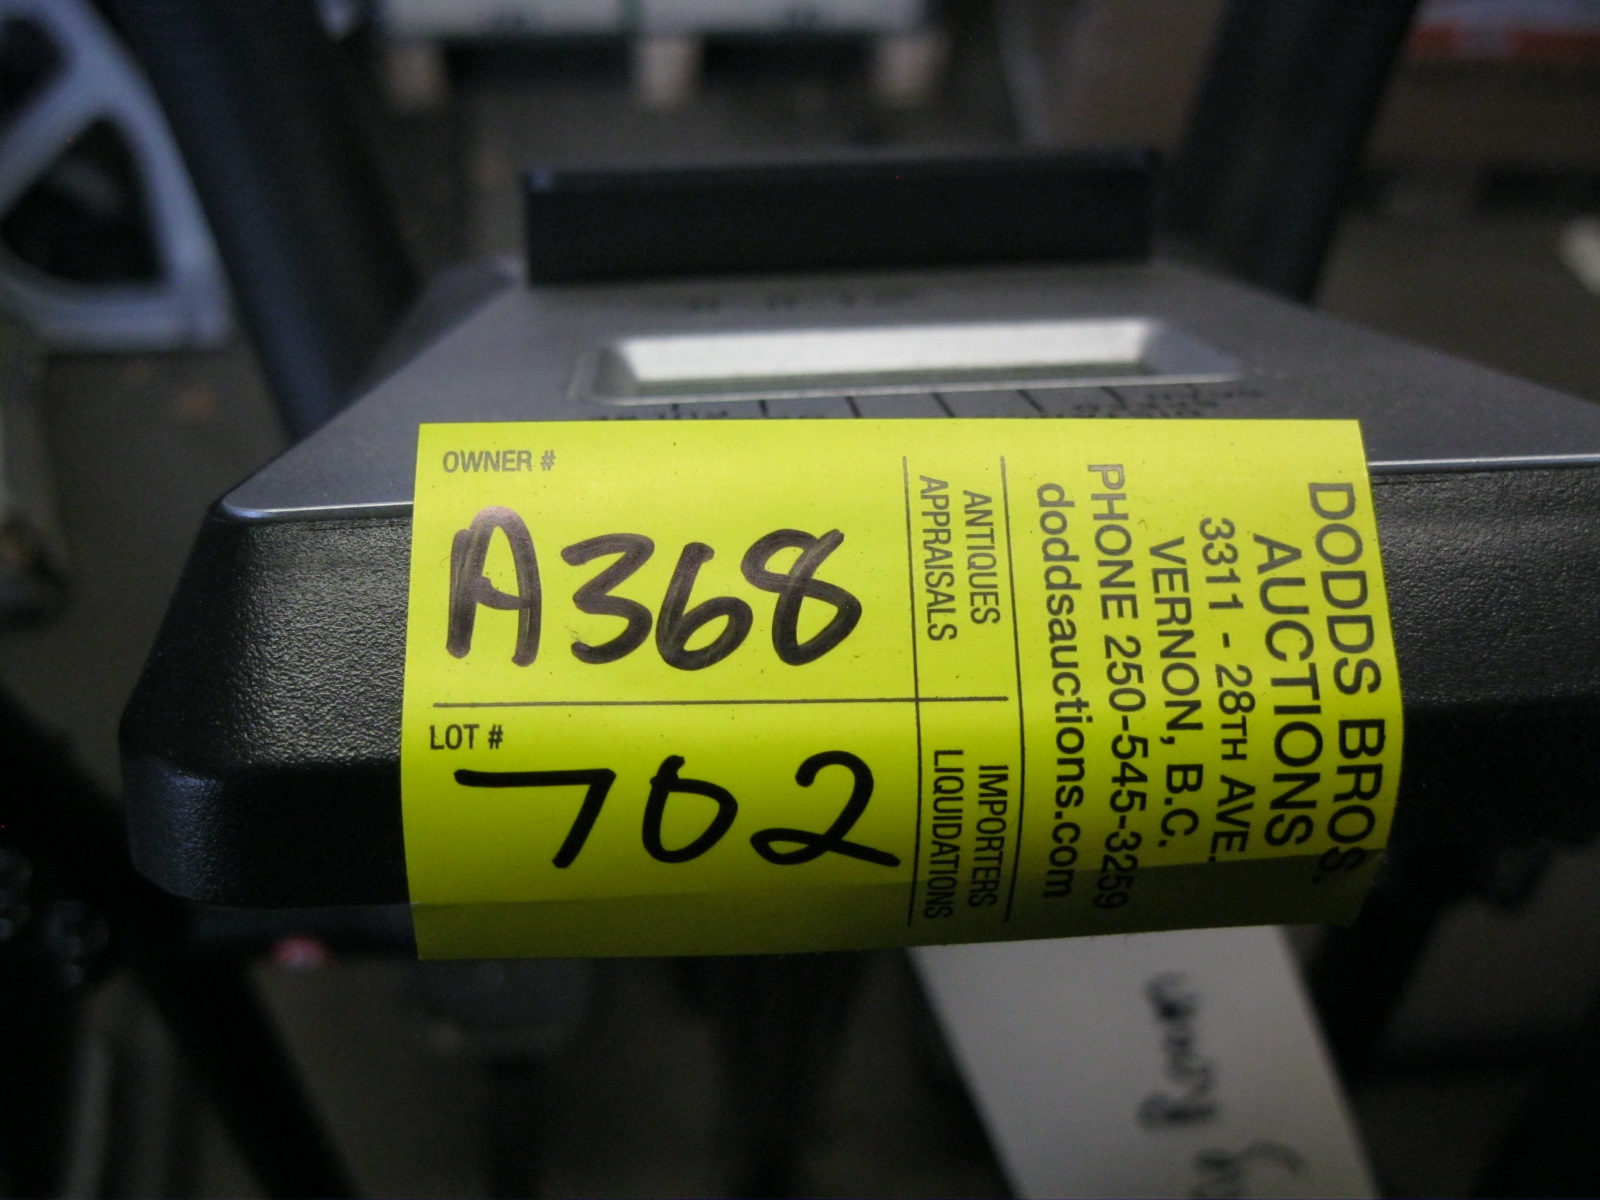 OWNER #
A368
LOT #
702
ANTIQUES
APPRAISALS
IMPORTERS
LIQUIDATIONS
DODDS BROS.
AUCTIONS
3311 - 28TH AVE.
VERNON, B.C.
PHONE 250-545-3259
doddsauctions.com